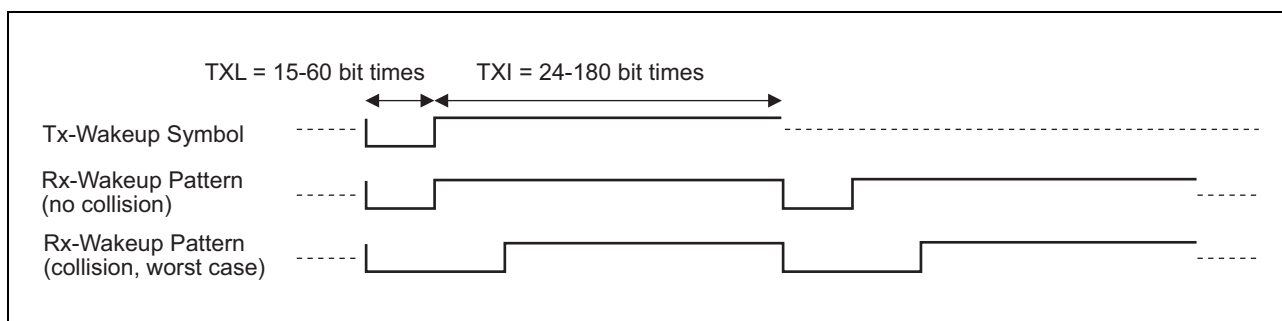 TXL = 15-60 bit times
TXI = 24-180 bit times
Tx-Wakeup Symbol
Rx-Wakeup Pattern
(no collision)
Rx-Wakeup Pattern
(collision, worst case)